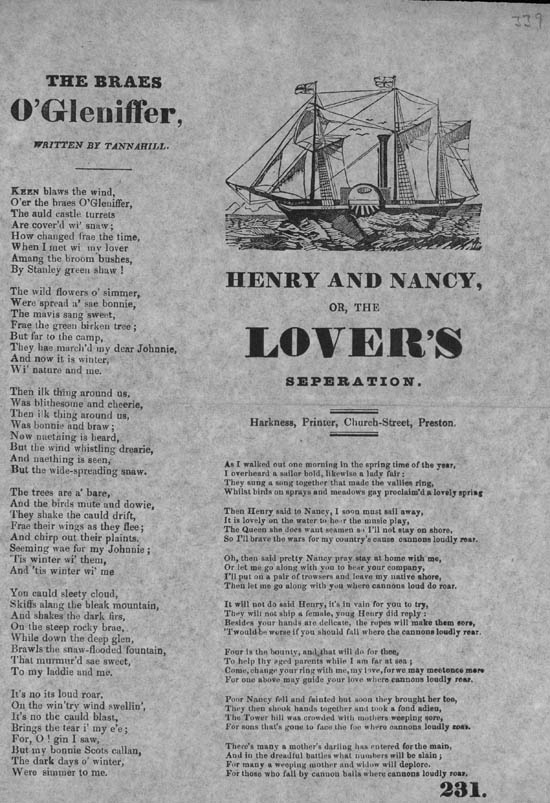 339
THE BRAES
O'Gleniffer,
WRITTEN BY TANNAHILL.
KEEN blaws the wind,
O'er the braes O'Gleniffer,
The auld castle turrets
Are cover'd wi' snaw;
How changed frae the time,
When I met wi my lover
Amang the broom bushes,
By Stanley green shaw!
The wild flowers o' simmer,
Were spread a' sae bonnie,
The mavis sang sweet,
Frae the green birken tree;
But far to the camp,
They hae march'd my dear Johnnie,
And now it is winter,
Wi' nature and me.
Then ilk thing around us,
Was blithesome and cheerie,
Then ilk thing around us,
Was bonnie and braw;
Now naething is heard,
But the wind whistling drearie,
And naething is seen,
But the wide-spreading snaw.
The trees are a' bare,
And the birds mute and dowie,
They shake the cauld drift,
Frae their wings as they flee;
And chirp out their plaints.
Seeming wae for my Johnnie;
'Tis winter wi' them,
And 'tis winter wi' me
You cauld sleety cloud,
Skiffs alang the bleak mountain,
And shakes the dark firs,
On the steep rocky brae,
While down the deep glen,
Brawls the snaw-flooded fountain,
That murmur'd sae sweet,
To my laddie and me.
It's no its loud roar,
On the win'try wind swellin',
It's no the cauld blast,
Brings the tear i' my e'e;
For, O! gin I saw,
But my bonnie Scots callan,
The dark days o' winter,
Were simmer to me.
HENRY AND NANCY,
OR, THE
LOVER'S
SEPERATION.
Harkness, Printer, Church-Street, Preston.
As I walked out one morning in the spring time of the year,
I overheard a sailor bold, likewise a lady fair:
They sung a song together that made the vallies ring,
Whilst birds on sprays and meadows gay proclaim'd a lovely spring
Then Henry said to Nancy, I soon must sail away,
It is lovely on the water to hear the music play,
The Queen she does want seamen so I'll not stay on shore,
So I'll brave the wars for my country's cause cannons loudly roar.
Oh, then said pretty Nancy pray stay at home with me,
Or let me go along with you to bear your company,
I'll put on a pair of trowsers and leave my native shore,
Then let me go along with you where cannons loud do roar.
It will not do said Henry, it's in vain for you to try,
They will not ship a female, young Henry did reply:
Besides your hands are delicate, the ropes will make them sore,
'Twould be worse if you should fall where the cannons loudly roar.
Four is the bounty, and that will do for thee,
To help thy aged parents while I am far at sea;
Come, change your ring with me, my love, for we may meet once more
For one above may guide your love where cannons loudly roar.
Poor Nancy fell and fainted but soon they brought her too,
They then shook hands together and took a fond adieu,
The Tower hill was crowded with mothers weeping sore,
For sons that's gone to face the foe where cannons loudly roar.
There's many a mother's darling has entered for the main,
And in the dreadful battles what numbers will be slain;
For many a weeping mother and widow will deplore.
For those who fall by cannon balls where cannons loudly roar.
231.